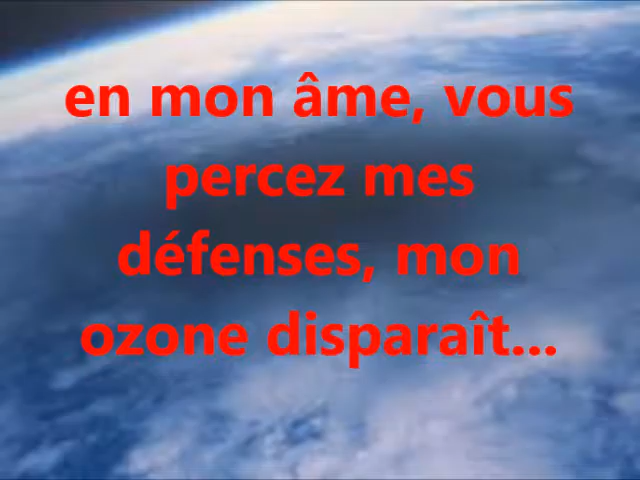 en mon âme, vous
percez mes
défenses, mon
ozone disparaît...